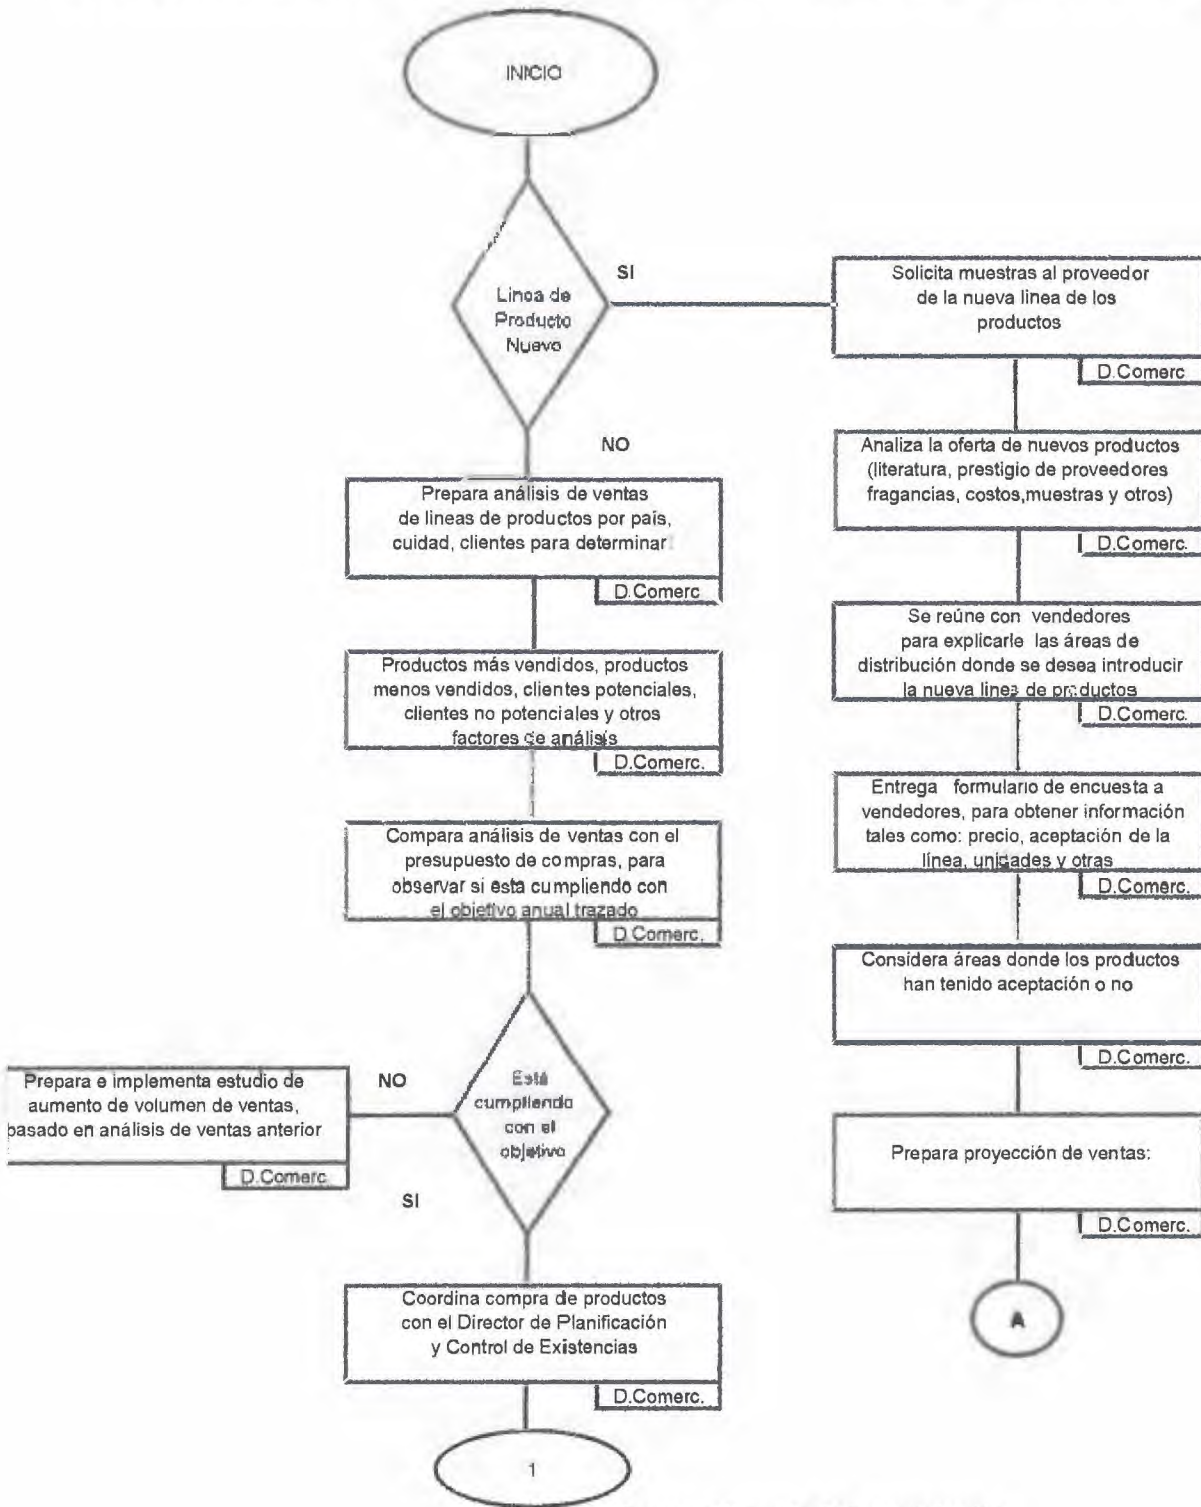 INICIO
Linea de
Producto
Nuevo
SI
NO
Prepara análisis de ventas
de lineas de productos por país,
cuidad, clientes para determinar
D.Comerc
Productos más vendidos, productos
menos vendidos, clientes potenciales,
clientes no potenciales y otros
factores de análisis
D.Comerc.
Compara análisis de ventas con el
presupuesto de compras, para
observar si esta cumpliendo con
el objetivo anual trazado
D.Comerc.
Está
cumpliendo
con el
objetivo
NO
Prepara e implementa estudio de
aumento de volumen de ventas,
basado en análisis de ventas anterior
D.Comerc
SI
Coordina compra de productos
con el Director de Planificación
y Control de Existencias
D.Comerc.
1
Solicita muestras al proveedor
de la nueva linea de los
productos
D.Comerc
Analiza la oferta de nuevos productos
(literatura, prestigio de proveedores
fragancias, costos,muestras y otros)
D.Comerc.
Se reúne con vendedores
para explicarle las áreas de
distribución donde se desea introducir
la nueva linea de productos
D.Comerc.
Entrega formulario de encuesta a
vendedores, para obtener información
tales como: precio, aceptación de la
línea, unidades y otras
D.Comerc.
Considera áreas donde los productos
han tenido aceptación o no
D.Comerc.
Prepara proyección de ventas:
D.Comerc.
A